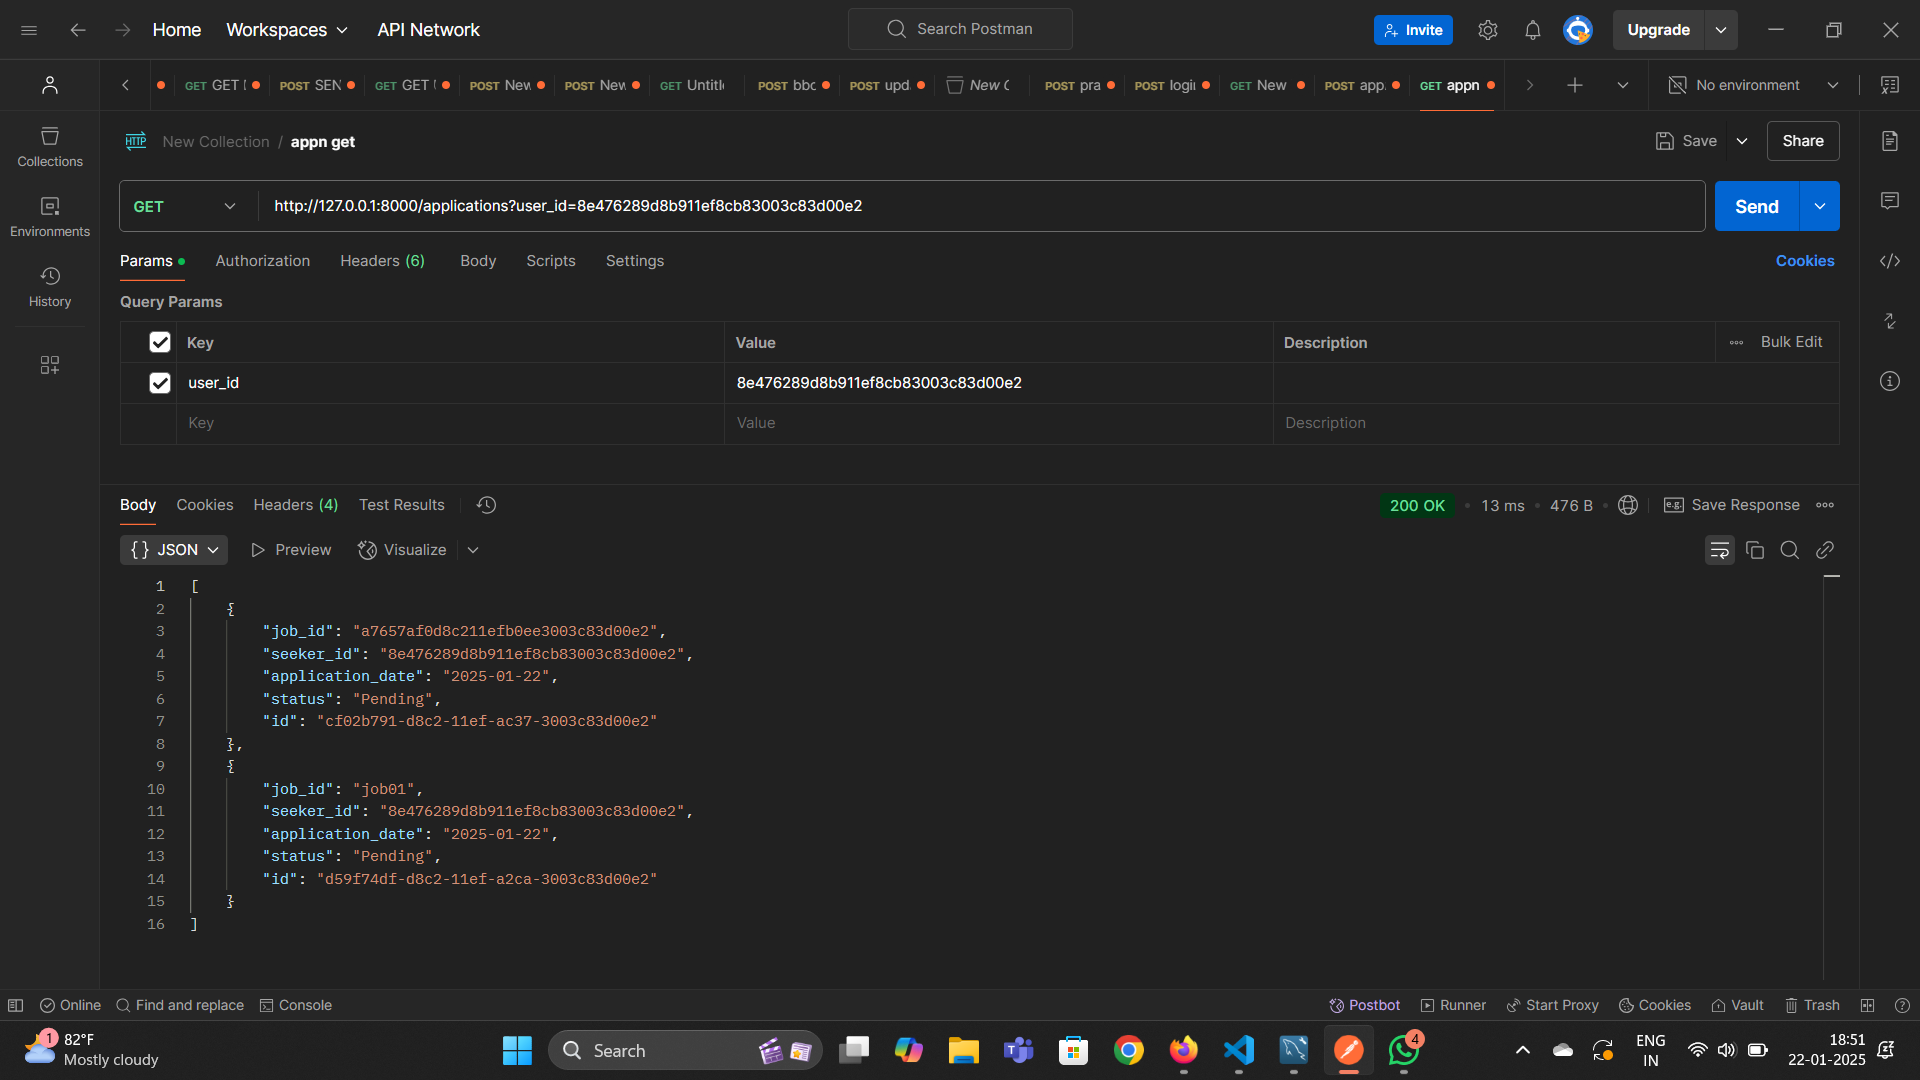 Home Workspaces API Network Search Postman Invite Upgrade
GET GET POST SEN GET GET POST New POST New GET Untitle POST bbc POST upd New C POST pra POST login GET New POST app. GET appn No environment
HTTP New Collection / appn get Save Share
Collections
GET http://127.0.0.1:8000/applications?user_id=8e476289d8b911ef8cb83003c83d00e2 Send
Environments
Params Authorization Headers (6) Body Scripts Settings Cookies
History
Query Params
Key Value Description Bulk Edit
user_id 8e476289d8b911ef8cb83003c83d00e2
Key Value Description
Body Cookies Headers (4) Test Results 200 OK 13 ms 476 B e.g. Save Response
{} JSON Preview Visualize
1 [
2 {
3 "job_id": "a7657af0d8c211efb0ee3003c83d00e2",
4 "seeker_id": "8e476289d8b911ef8cb83003c83d00e2",
5 "application_date": "2025-01-22",
6 "status": "Pending",
7 "id": "cf02b791-d8c2-11ef-ac37-3003c83d00e2"
8 },
9 {
10 "job_id": "job01",
11 "seeker_id": "8e476289d8b911ef8cb83003c83d00e2",
12 "application_date": "2025-01-22",
13 "status": "Pending",
14 "id": "d59f74df-d8c2-11ef-a2ca-3003c83d00e2"
15 }
16 ]
Online Find and replace Console Postbot Runner Start Proxy Cookies Vault Trash
1 82°F
Mostly cloudy
Search
4
ENG
IN
18:51
22-01-2025